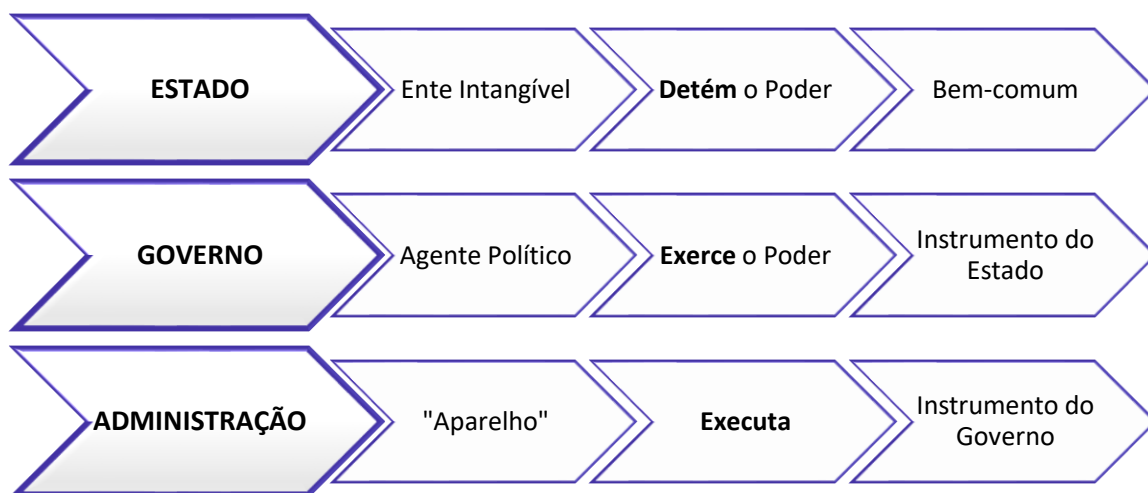 ESTADO
Ente Intangível
Detém o Poder
Bem-comum
GOVERNO
Agente Político
Exerce o Poder
Instrumento do
Estado
ADMINISTRAÇÃO
"Aparelho"
Executa
Instrumento do
Governo